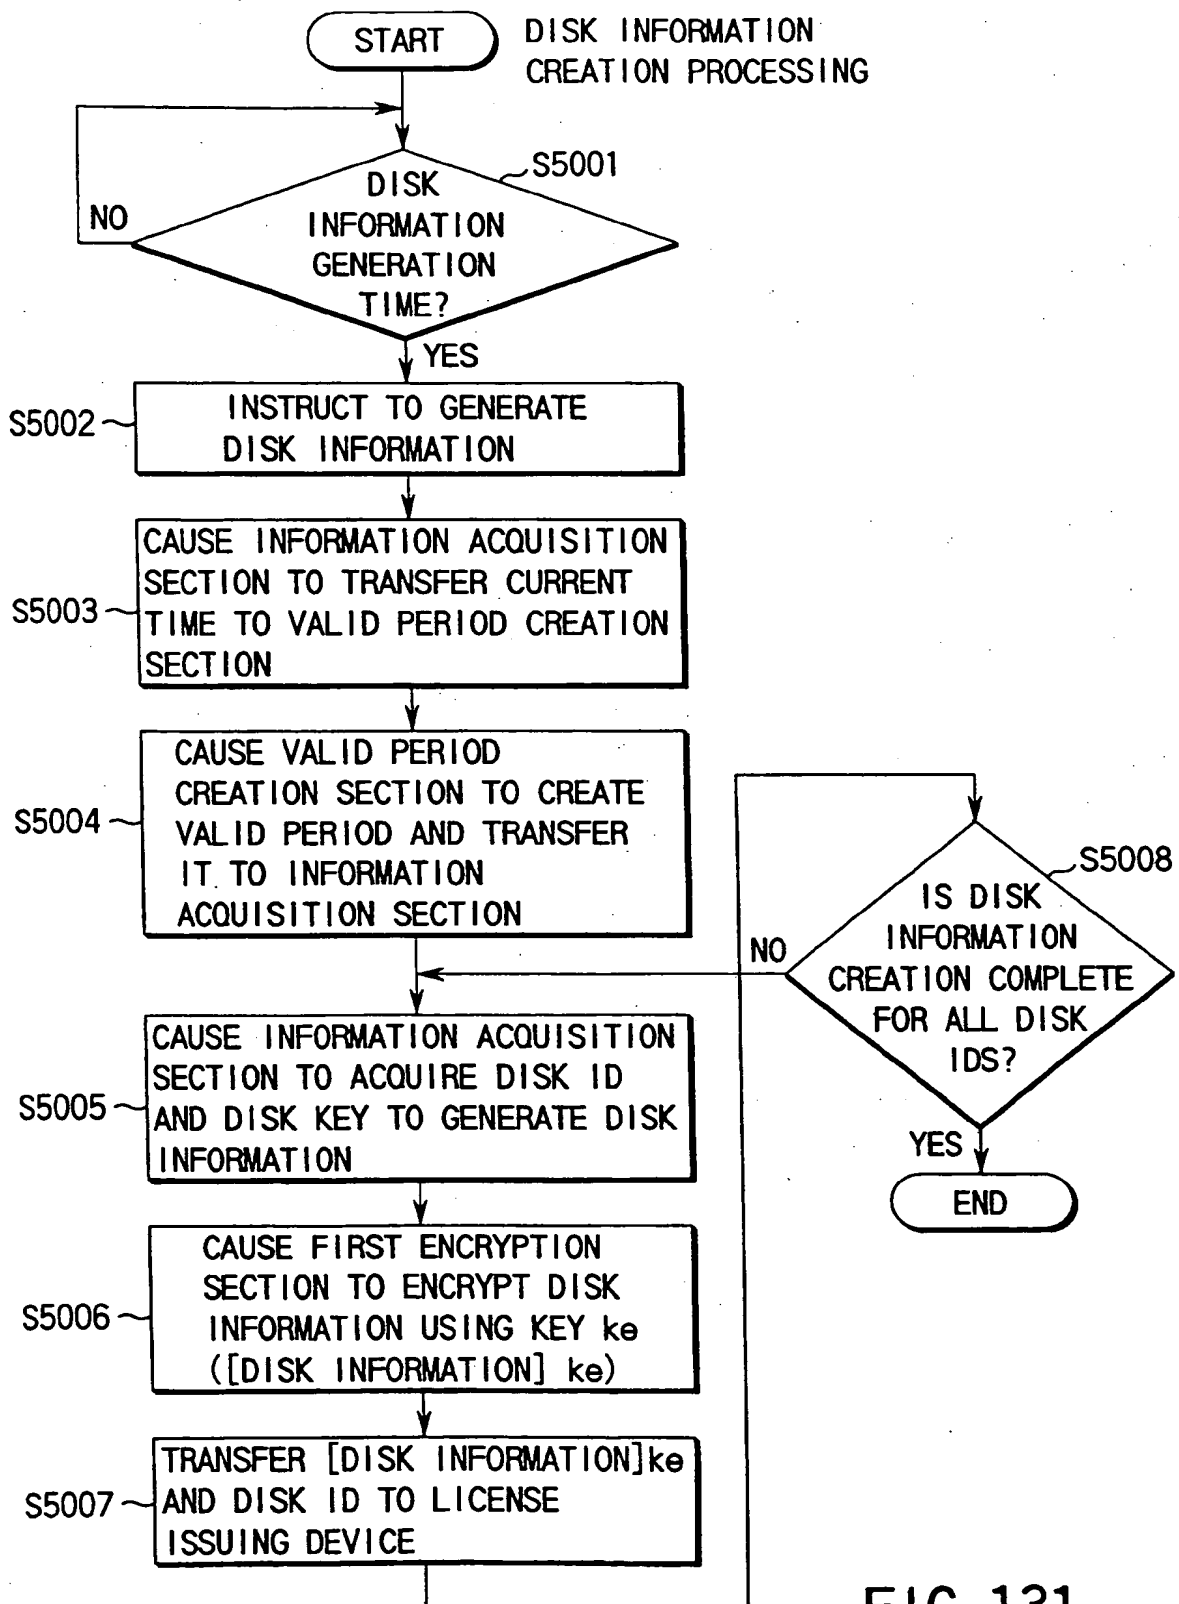 START
DISK INFORMATION
CREATION PROCESSING
S5001
DISK
INFORMATION
GENERATION
TIME?
NO
YES
S5002
INSTRUCT TO GENERATE
DISK INFORMATION
S5003
CAUSE INFORMATION ACQUISITION
SECTION TO TRANSFER CURRENT
TIME TO VALID PERIOD CREATION
SECTION
S5004
CAUSE VALID PERIOD
CREATION SECTION TO CREATE
VALID PERIOD AND TRANSFER
IT TO INFORMATION
ACQUISITION SECTION
S5005
CAUSE INFORMATION ACQUISITION
SECTION TO ACQUIRE DISK ID
AND DISK KEY TO GENERATE DISK
INFORMATION
S5006
CAUSE FIRST ENCRYPTION
SECTION TO ENCRYPT DISK
INFORMATION USING KEY ke
([DISK INFORMATION] ke)
S5007
TRANSFER [DISK INFORMATION]ke
AND DISK ID TO LICENSE
ISSUING DEVICE
S5008
IS DISK
INFORMATION
CREATION COMPLETE
FOR ALL DISK
IDS?
NO
YES
END
FIG. 131